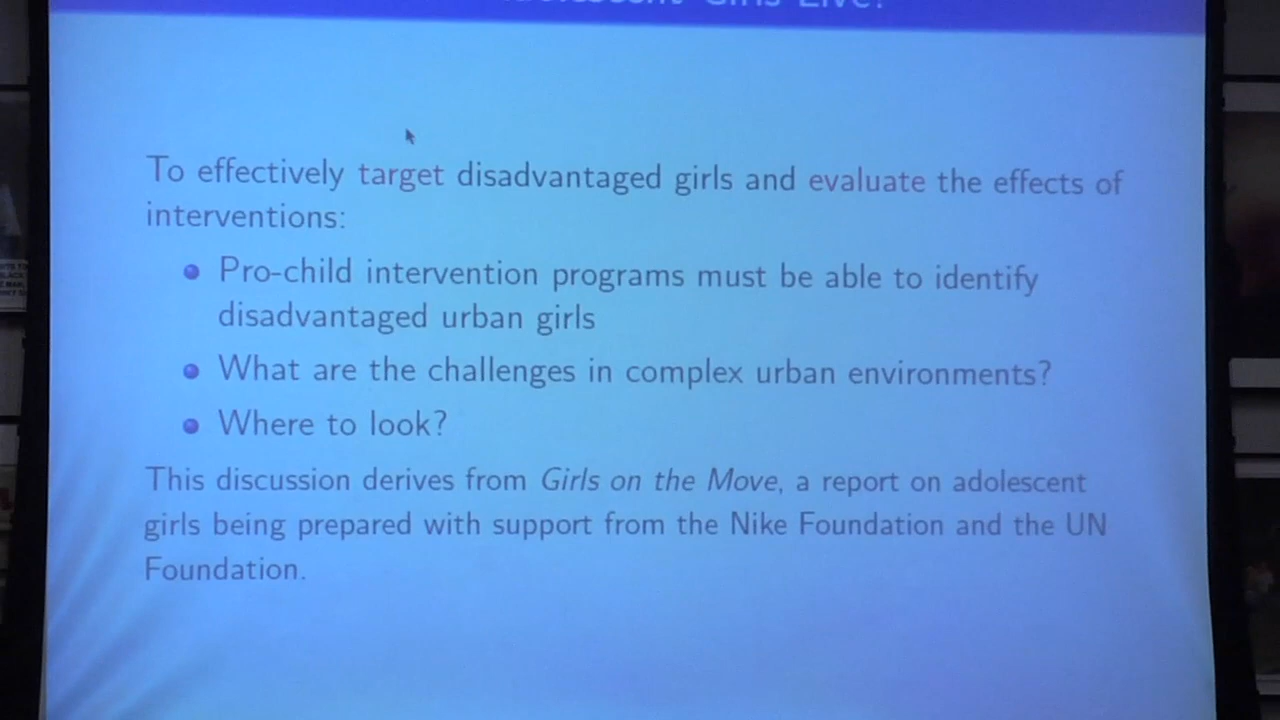 Girls Live?
To effectively target disadvantaged girls and evaluate the effects of
interventions:
Pro-child intervention programs must be able to identify
disadvantaged urban girls
What are the challenges in complex urban environments?
Where to look?
This discussion derives from Girls on the Move, a report on adolescent
girls being prepared with support from the Nike Foundation and the UN
Foundation.